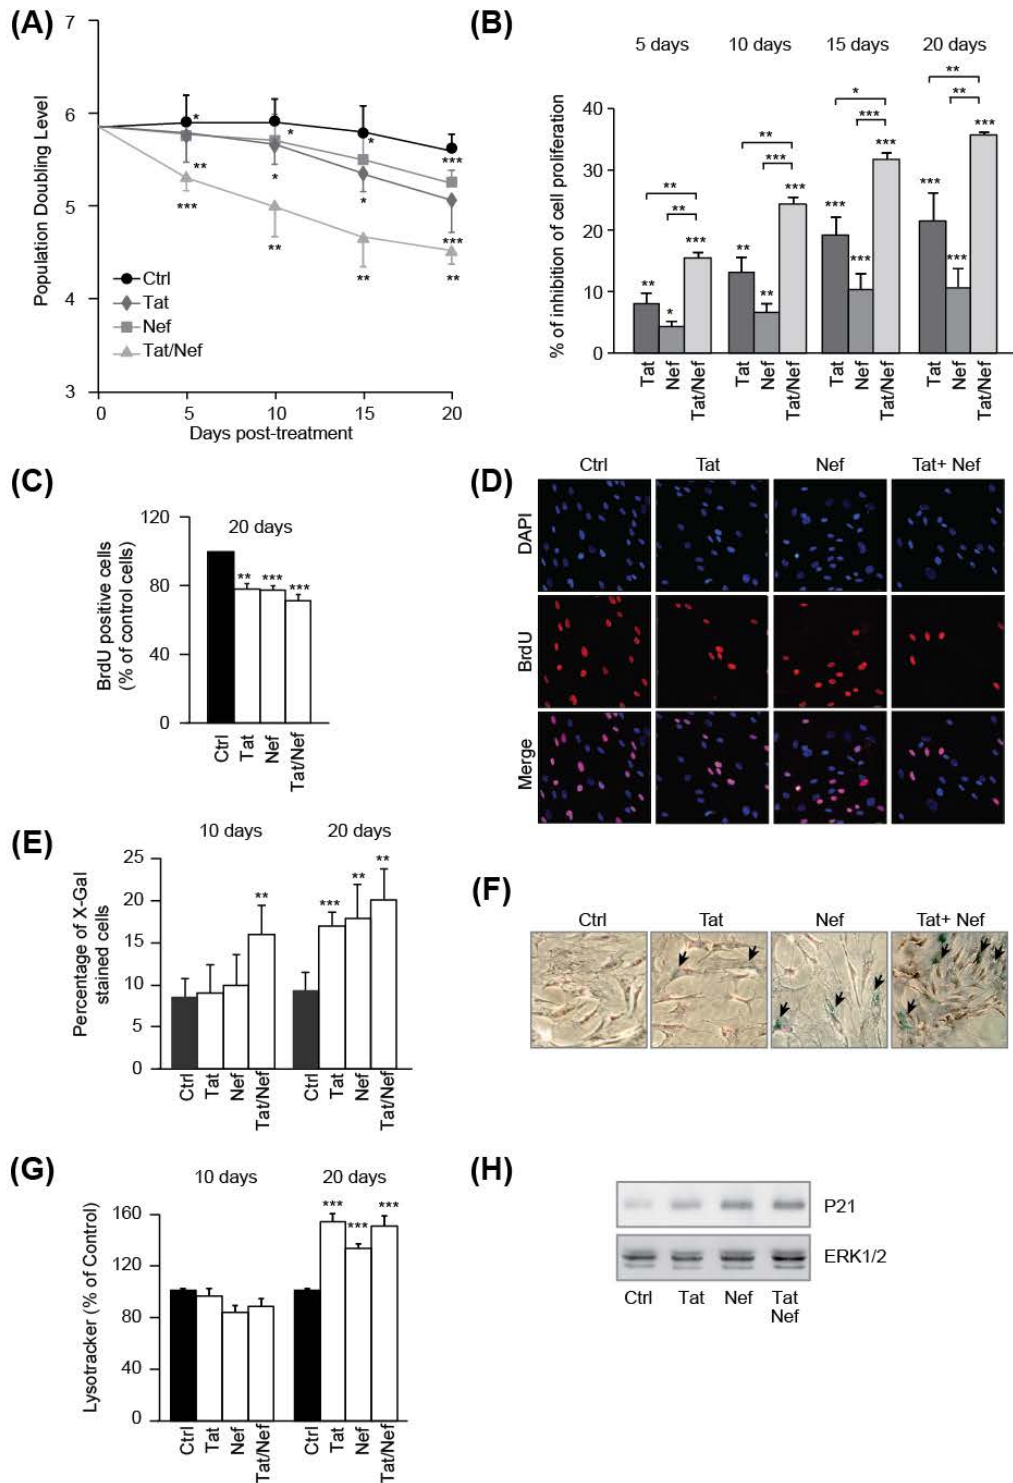 (A)
7
6
5
4
3
Population Doubling Level
*
*
*
***
**
***
*
**
*
**
***
**
Ctrl
Tat
Nef
Tat/Nef
0 5 10 15 20
Days post-treatment
(B)
5 days 10 days 15 days 20 days
% of inhibition of cell proliferation
40
30
20
10
0
** ** * **
** *** *** **
** * *** ** ** *** *** *** *** *** *** ***
Tat Nef Tat/Nef Tat Nef Tat/Nef Tat Nef Tat/Nef Tat Nef Tat/Nef
(C)
20 days
BrdU positive cells
(% of control cells)
120
80
40
0
** *** ***
Ctrl Tat Nef Tat/Nef
(D)
Ctrl Tat Nef Tat+ Nef
DAPI
BrdU
Merge
(E)
10 days 20 days
Percentage of X-Gal
stained cells
25
20
15
10
5
0
** *** ** **
Ctrl Tat Nef Tat/Nef Ctrl Tat Nef Tat/Nef
(F)
Ctrl Tat Nef Tat+ Nef
(G)
10 days 20 days
Lysotracker (% of Control)
160
120
80
40
0
*** *** ***
Ctrl Tat Nef Tat/Nef Ctrl Tat Nef Tat/Nef
(H)
P21
ERK1/2
Ctrl Tat Nef Tat
Nef